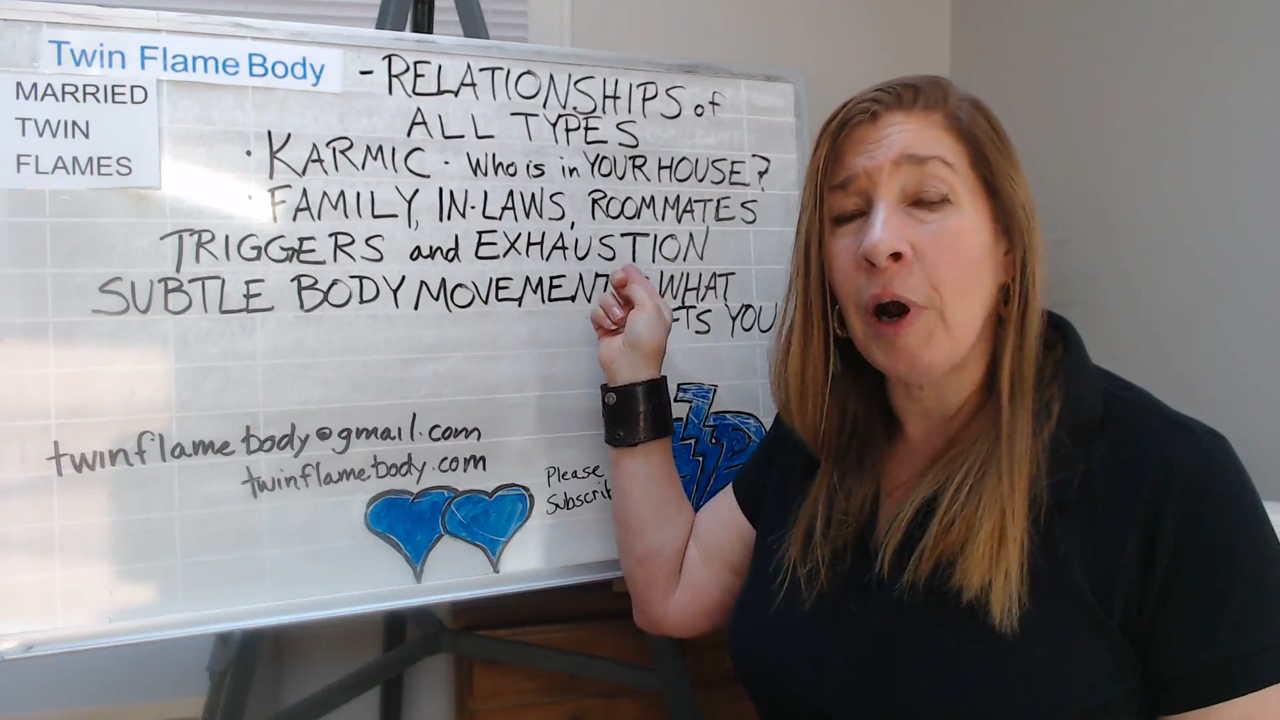 Twin Flame Body
MARRIED
TWIN
FLAMES
-RELATIONSHIPS of
ALL TYPES
• KARMIC • Who is in YOUR HOUSE?
• FAMILY, IN-LAWS, ROOMMATES
TRIGGERS and EXHAUSTION
SUBTLE BODY MOVEMENT WHAT
YOU
twinflamebody@gmail.com
twinflamebody.com
Please